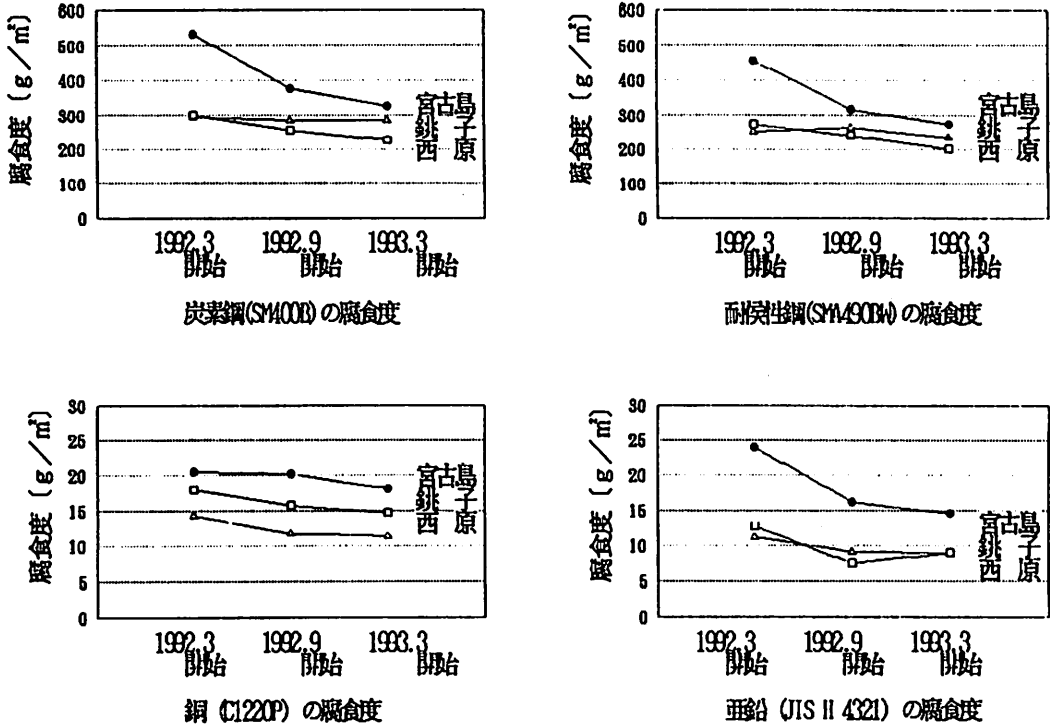 腐食度 (g/㎡)
600
500
400
300
200
100
0
宮古島
銚 子
西 原
1992.3 1992.9 1993.3
開始 開始 開始
炭素鋼(SM400B)の腐食度
腐食度 (g/㎡)
600
500
400
300
200
100
0
宮古島
銚 子
西 原
1992.3 1992.9 1993.3
開始 開始 開始
耐侯性鋼(SMA490BW)の腐食度
腐食度 (g/㎡)
30
25
20
15
10
5
0
宮古島
銚 子
西 原
1992.3 1992.9 1993.3
開始 開始 開始
銅 (C1220P) の腐食度
腐食度 (g/㎡)
30
25
20
15
10
5
0
宮古島
銚 子
西 原
1992.3 1992.9 1993.3
開始 開始 開始
亜鉛 (JIS H 4321) の腐食度